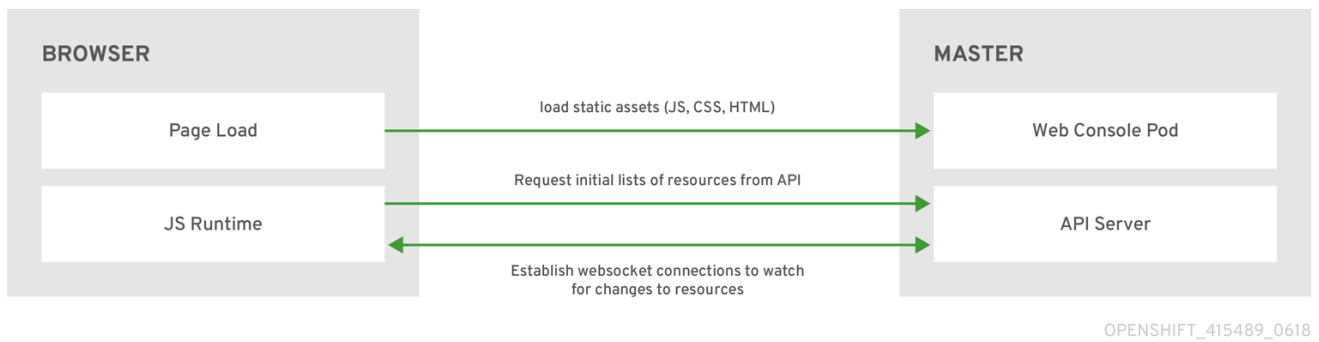 BROWSER
MASTER
load static assets (JS, CSS, HTML)
Page Load
Web Console Pod
Request initial lists of resources from API
JS Runtime
API Server
Establish websocket connections to watch
for changes to resources
OPENSHIFT_415489_0618